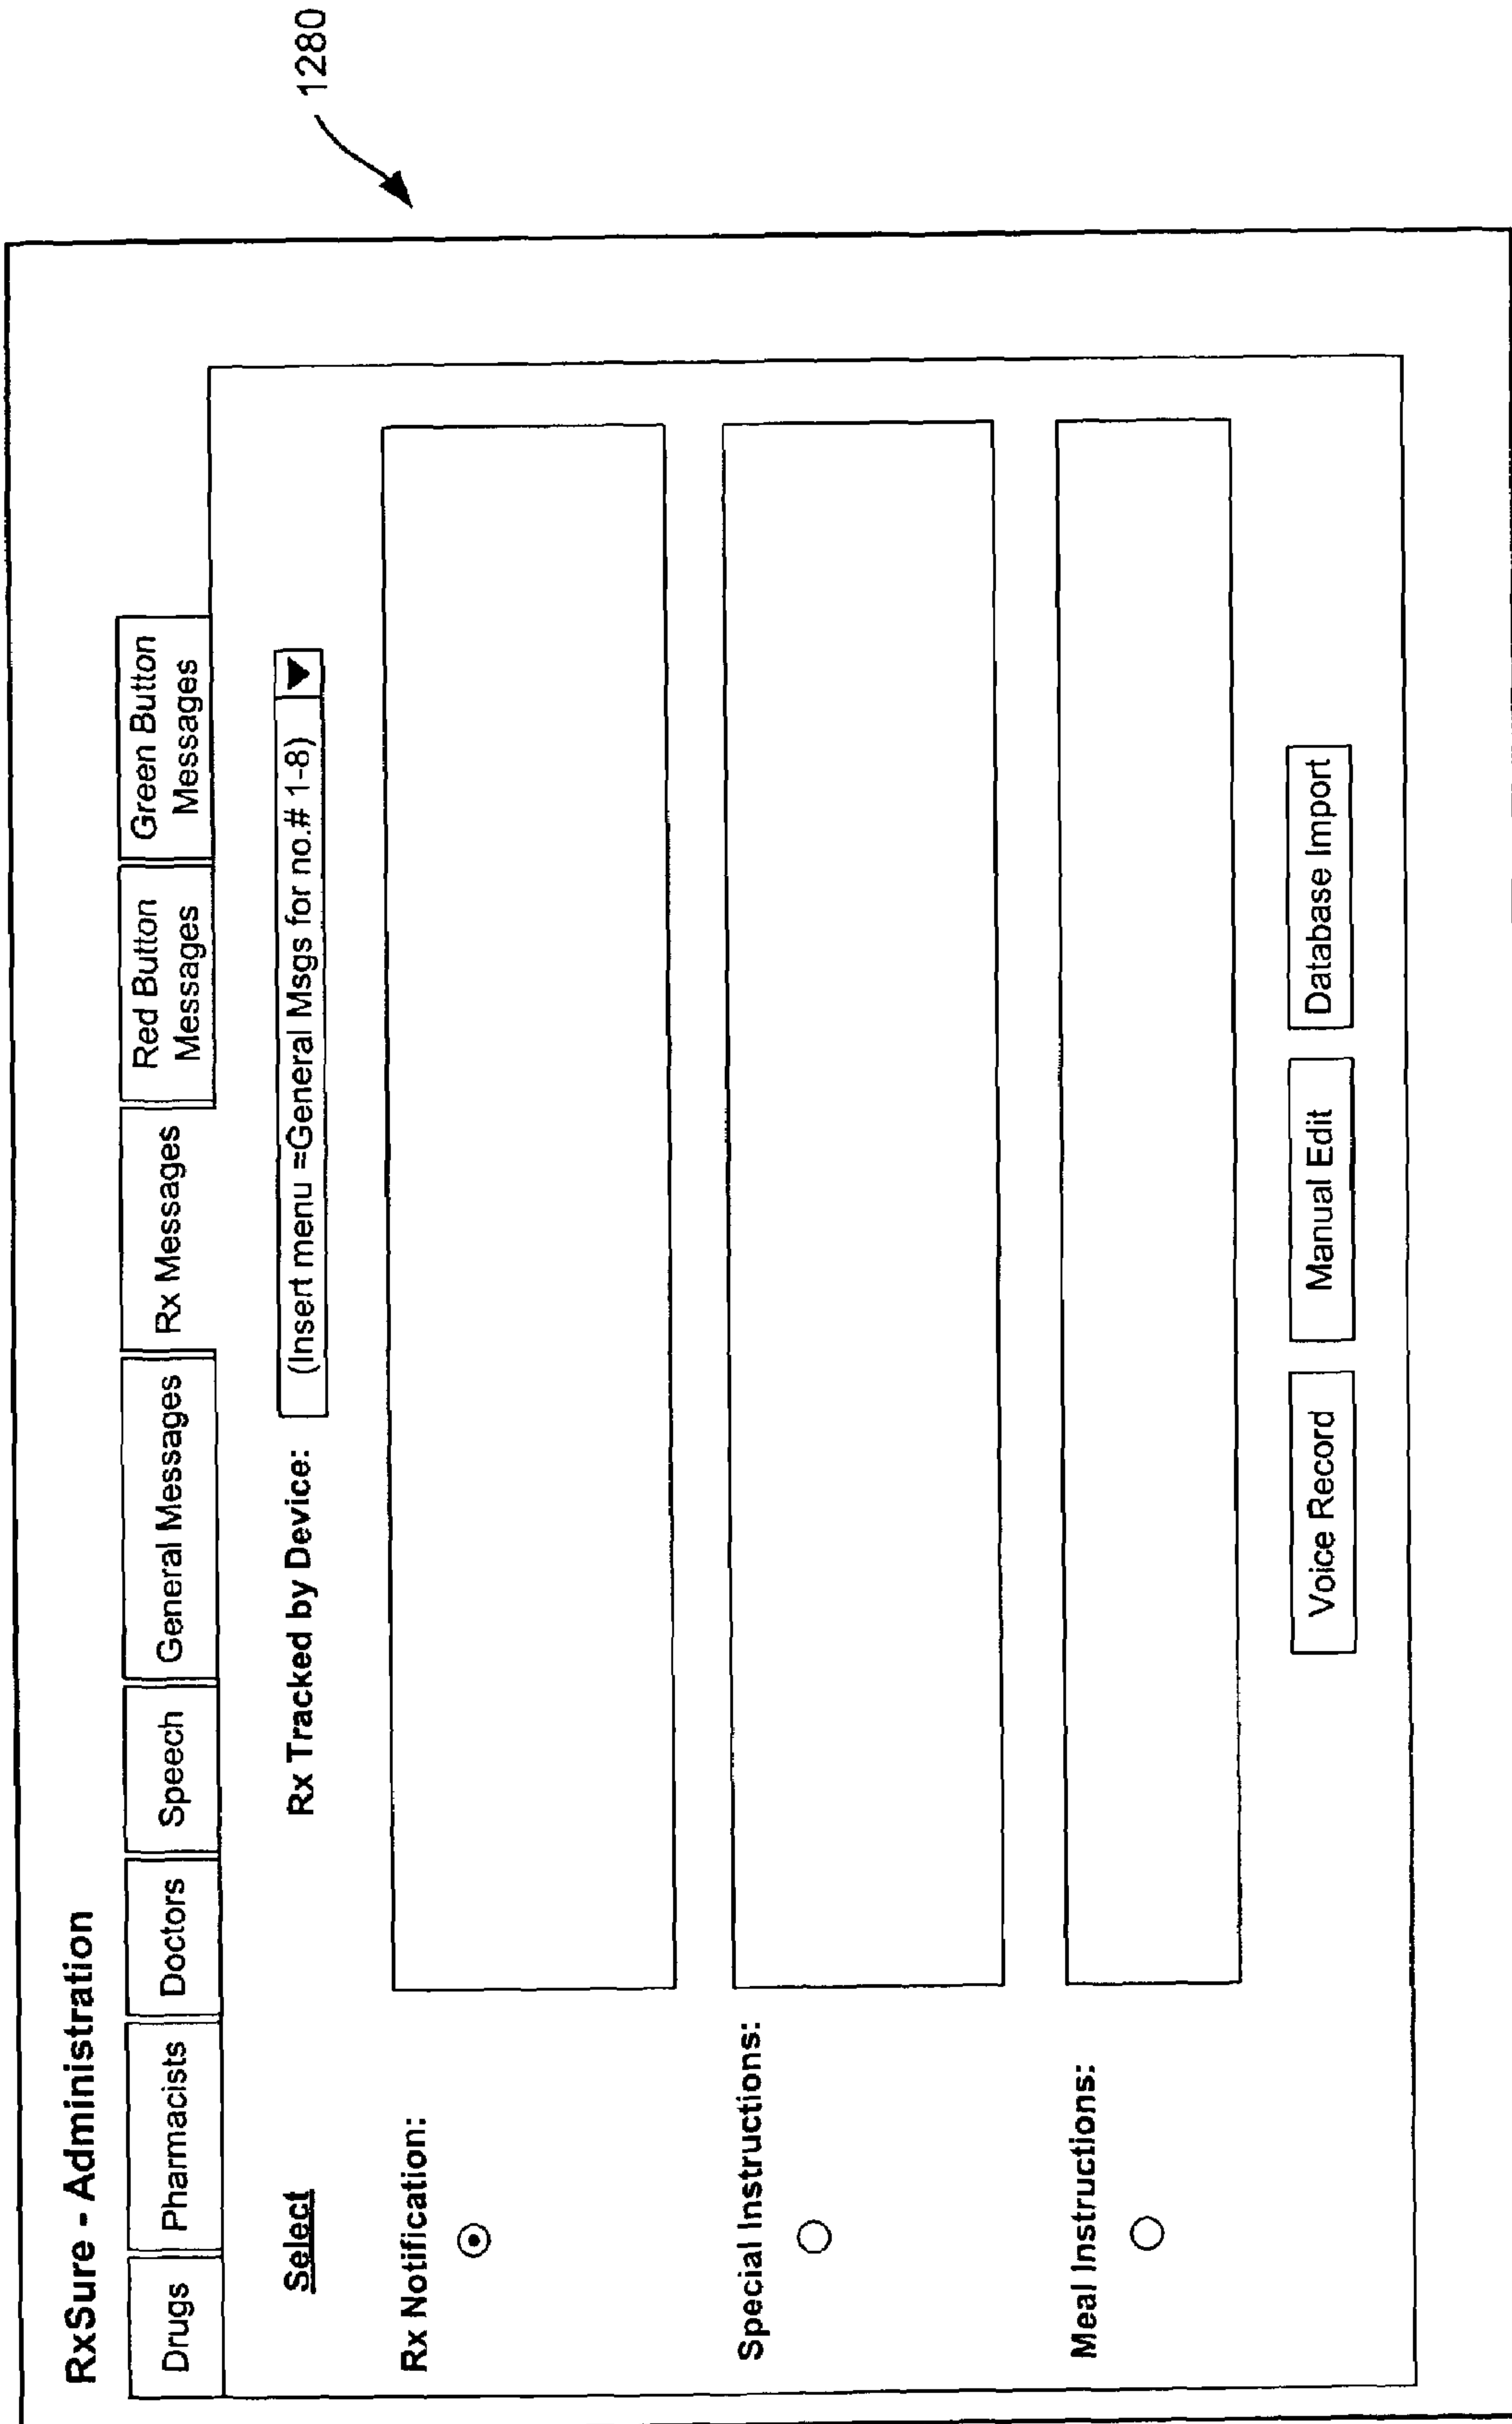 1280
RxSure - Administration
Drugs
Pharmacists
Doctors
Speech
General Messages
Rx Messages
Red Button
Messages
Green Button
Messages
Select
Rx Tracked by Device:
(Insert menu =General Msgs for no.# 1-8)
Rx Notification:
Special Instructions:
Meal Instructions:
Voice Record
Manual Edit
Database Import